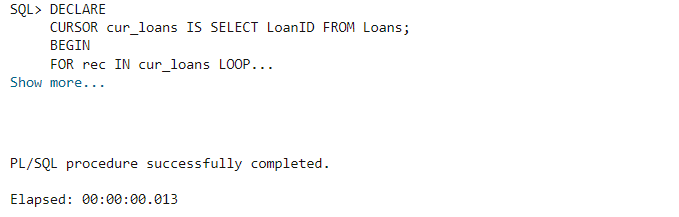 SQL> DECLARE
CURSOR cur_loans IS SELECT LoanID FROM Loans;
BEGIN
FOR rec IN cur_loans LOOP...
Show more...
PL/SQL procedure successfully completed.
Elapsed: 00:00:00.013